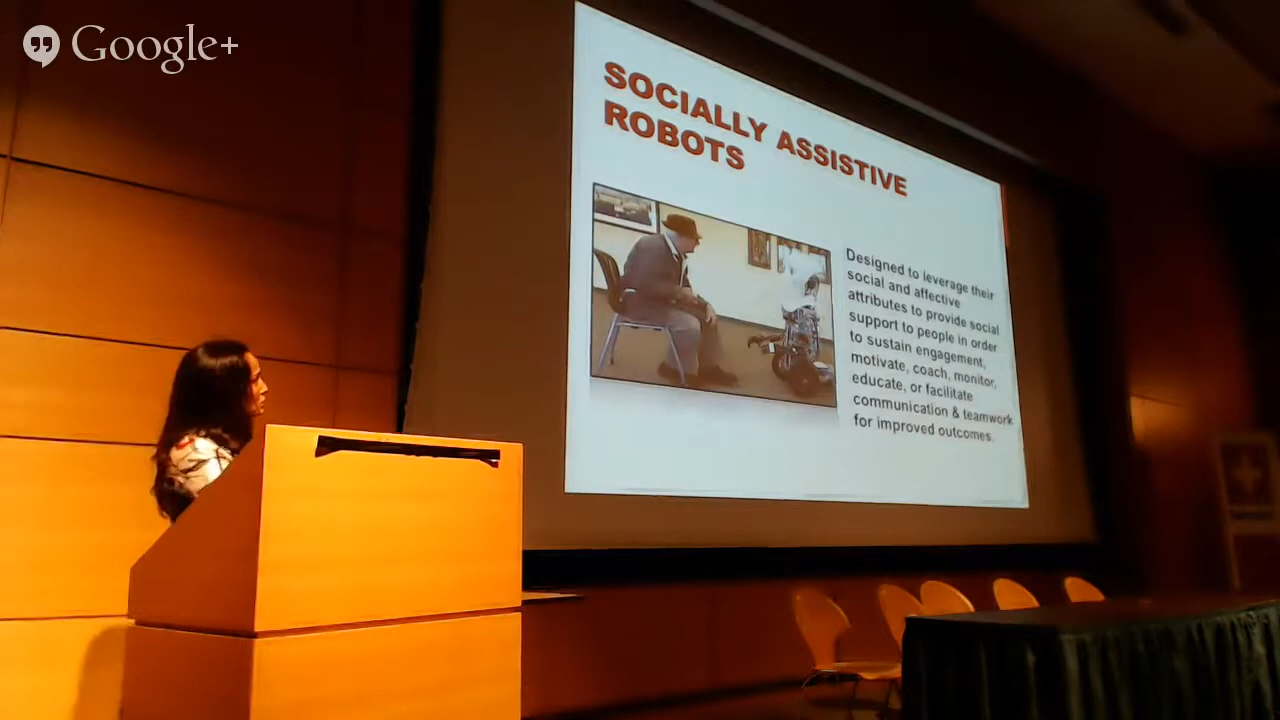 Google+
SOCIALLY ASSISTIVE
ROBOTS
Designed to leverage their
social and affective
attributes to provide social
support to people in order
to sustain engagement,
motivate, coach, monitor,
educate, or facilitate
communication & teamwork
for improved outcomes.